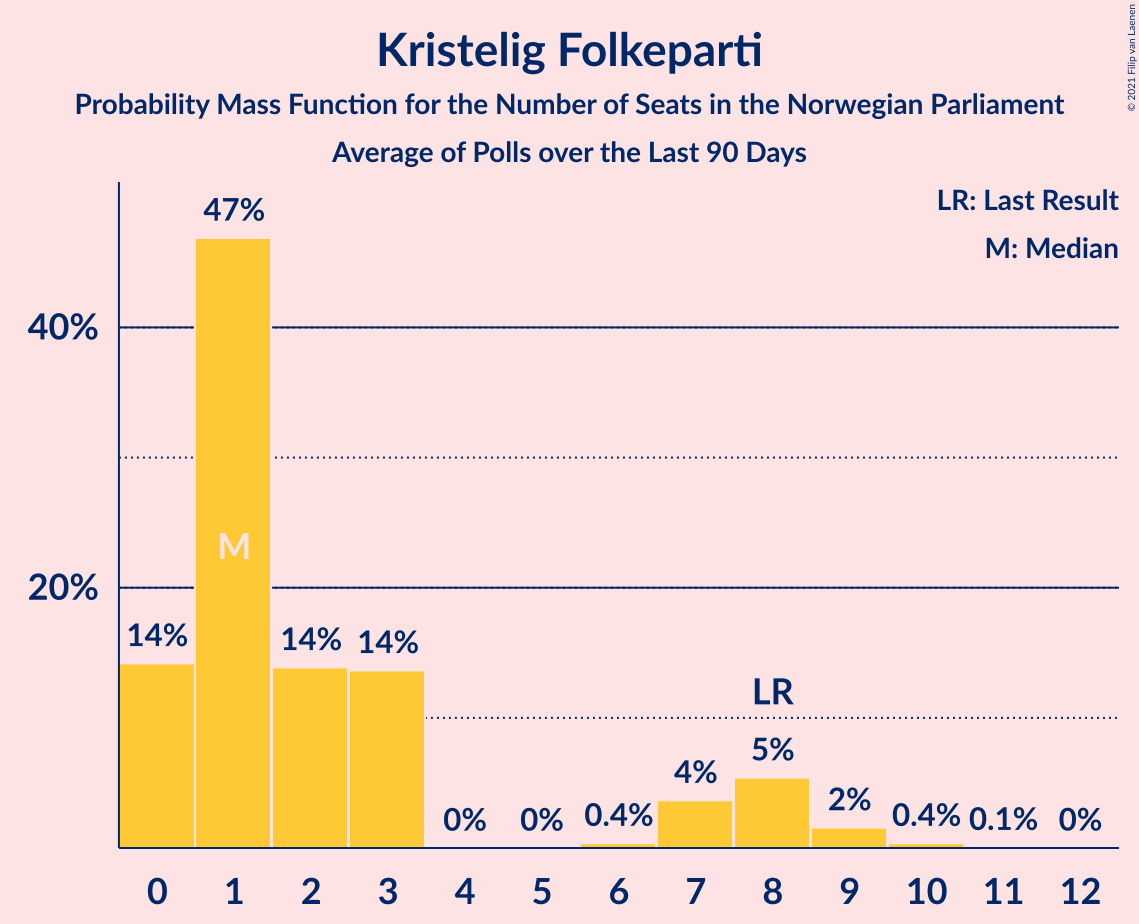 Kristelig Folkeparti
Probability Mass Function for the Number of Seats in the Norwegian Parliament
Average of Polls over the Last 90 Days
© 2021 Filip van Laenen
LR: Last Result
M: Median
40%
20%
14%
47%
M
14%
14%
0%
0%
0.4%
4%
LR
5%
2%
0.4%
0.1%
0%
0 1 2 3 4 5 6 7 8 9 10 11 12